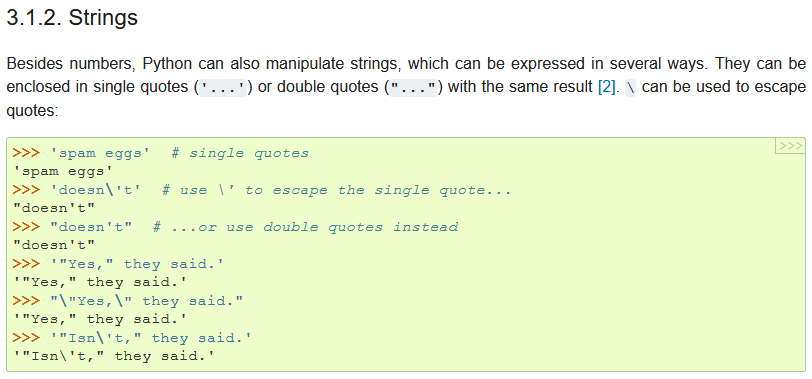 3.1.2. Strings
Besides numbers, Python can also manipulate strings, which can be expressed in several ways. They can be
enclosed in single quotes ('...') or double quotes ("...") with the same result [2]. \ can be used to escape
quotes:
>>>
>>> 'spam eggs'  # single quotes
'spam eggs'
>>> 'doesn\'t'  # use \' to escape the single quote...
"doesn't"
>>> "doesn't"  # ...or use double quotes instead
"doesn't"
>>> '"Yes," they said.'
'"Yes," they said.'
>>> "\"Yes,\" they said."
'"Yes," they said.'
>>> '"Isn\'t," they said.'
'"Isn\'t," they said.'